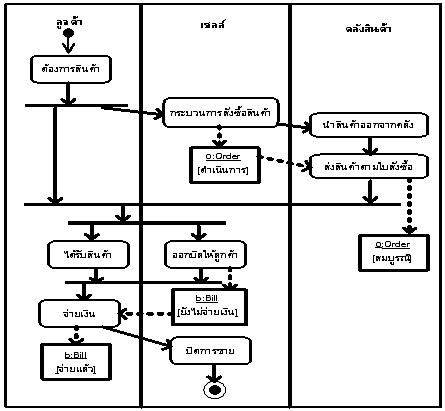 ลูกค้า
เซลล์
คลังสินค้า
ต้องการสินค้า
กระบวนการสั่งซื้อสินค้า
นำสินค้าออกจากคลัง
o:Order
[ดำเนินการ]
ส่งสินค้าตามใบสั่งซื้อ
o:Order
[สมบูรณ์]
ได้รับสินค้า
ออกบิลให้ลูกค้า
จ่ายเงิน
b:Bill
[ยังไม่จ่ายเงิน]
b:Bill
[จ่ายแล้ว]
ปิดการขาย